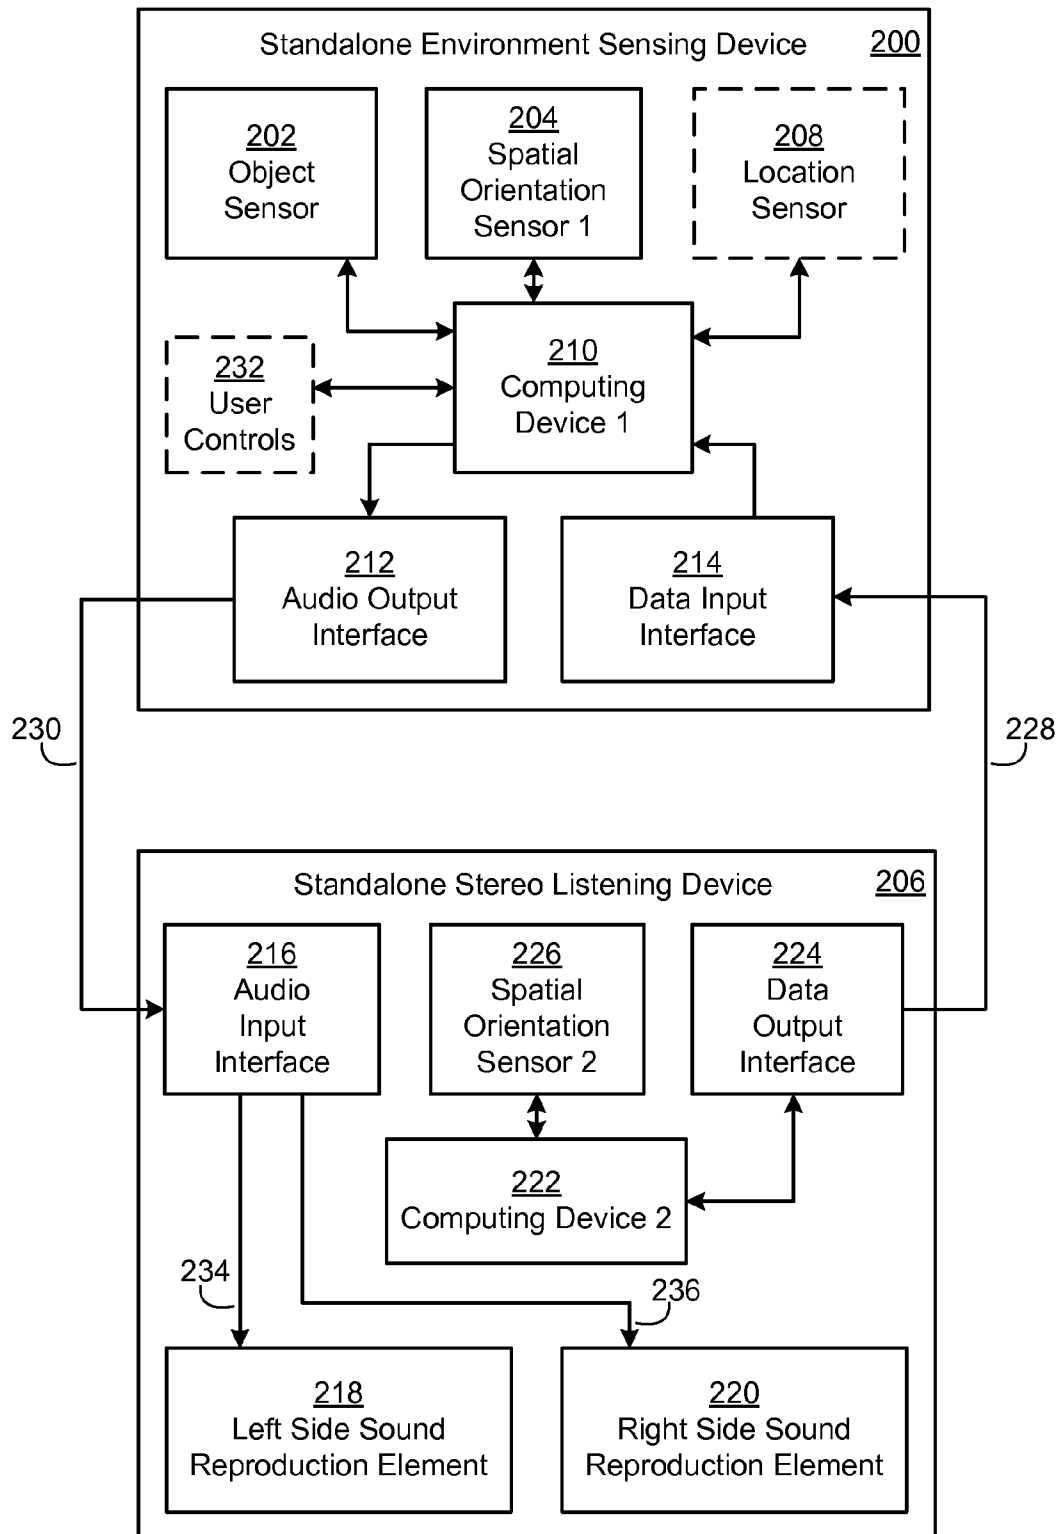 Standalone Environment Sensing Device 200
202
Object
Sensor
204
Spatial
Orientation
Sensor 1
208
Location
Sensor
232
User
Controls
210
Computing
Device 1
212
Audio Output
Interface
214
Data Input
Interface
230
228
Standalone Stereo Listening Device 206
216
Audio
Input
Interface
226
Spatial
Orientation
Sensor 2
224
Data
Output
Interface
222
Computing Device 2
234
236
218
Left Side Sound
Reproduction Element
220
Right Side Sound
Reproduction Element